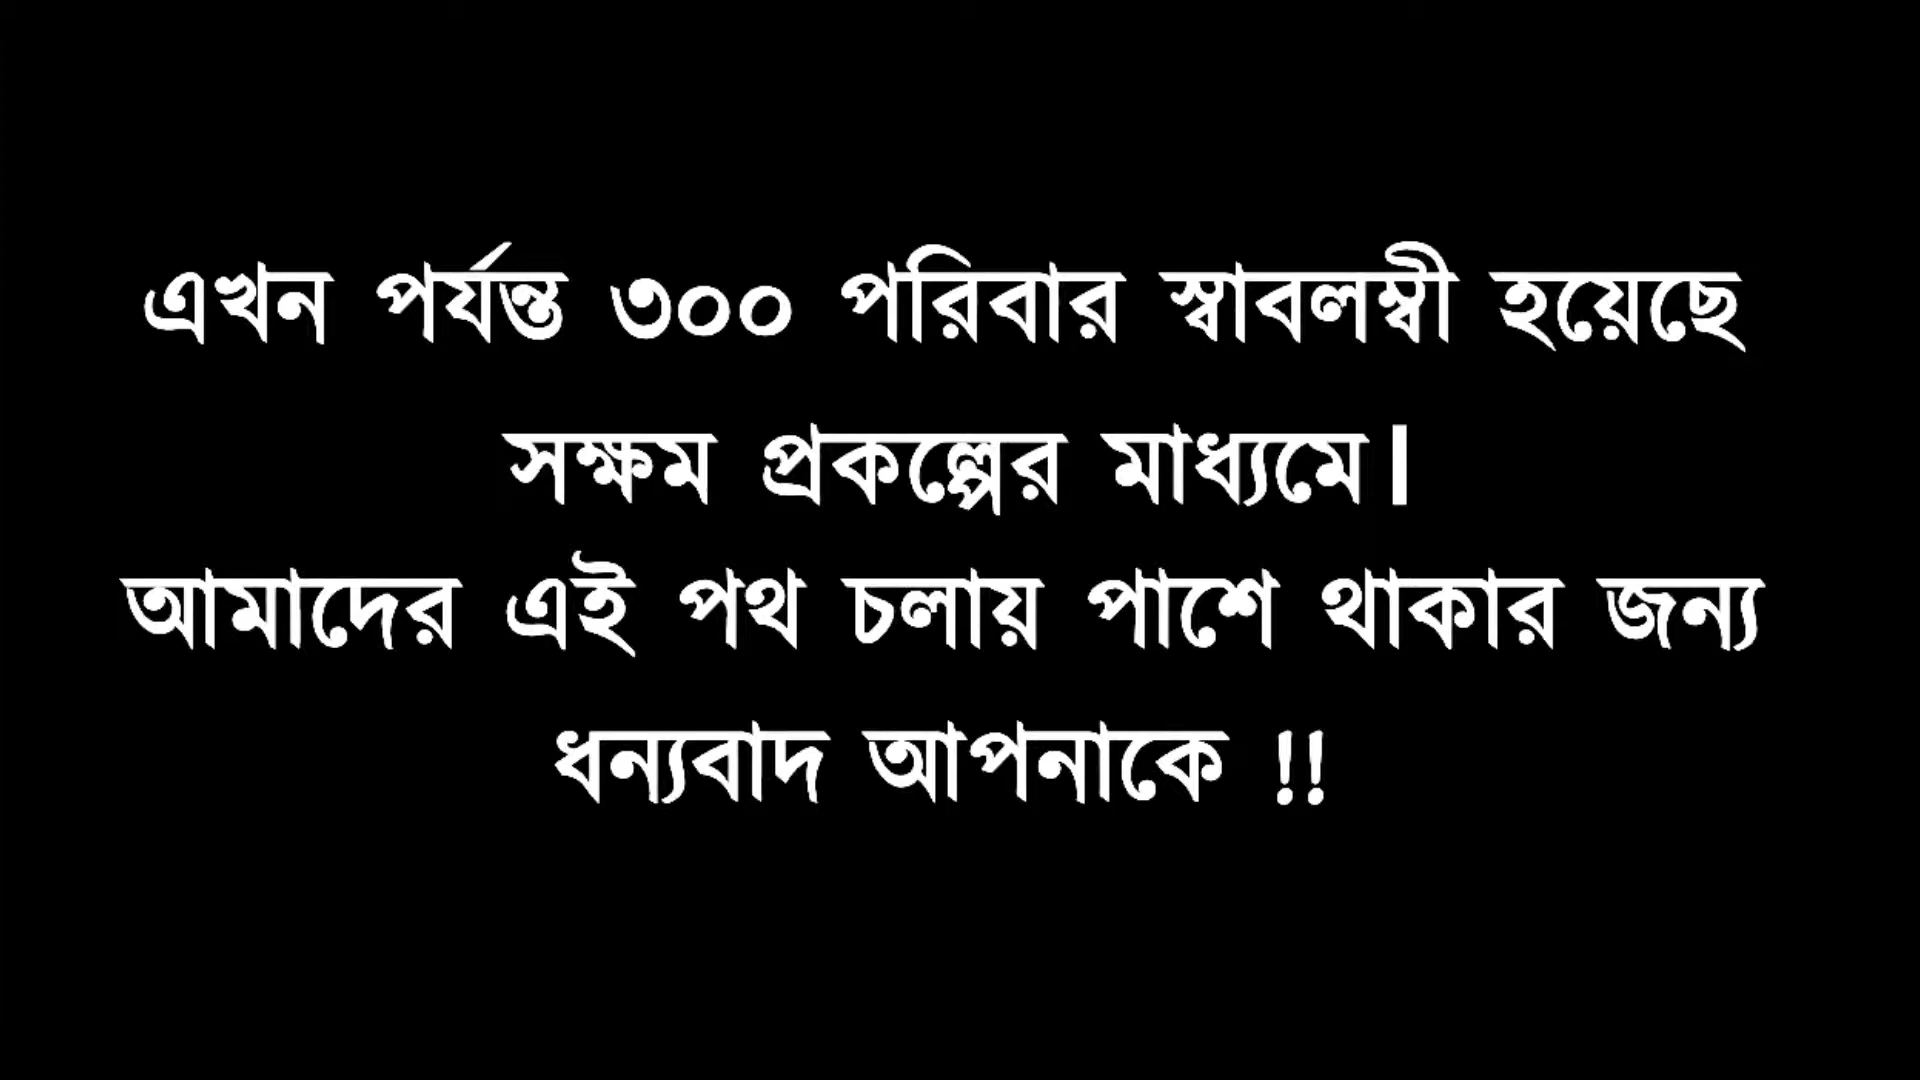 এখন পর্যন্ত ৩০০ পরিবার স্বাবলম্বী হয়েছে
সক্ষম প্রকল্পের মাধ্যমে।
আমাদের এই পথ চলায় পাশে থাকার জন্য
ধন্যবাদ আপনাকে !!